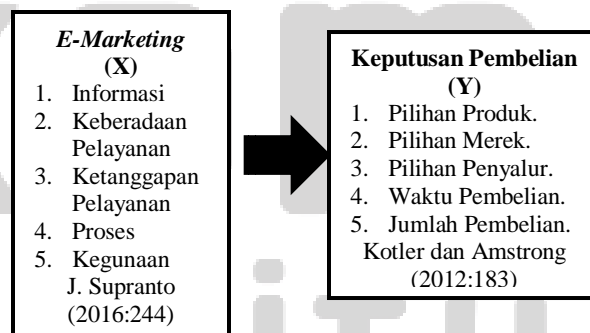 E-Marketing
(X)
1. Informasi
2. Keberadaan
Pelayanan
3. Ketanggapan
Pelayanan
4. Proses
5. Kegunaan
J. Supranto
(2016:244)
Keputusan Pembelian
(Y)
1. Pilihan Produk.
2. Pilihan Merek.
3. Pilihan Penyalur.
4. Waktu Pembelian.
5. Jumlah Pembelian.
Kotler dan Amstrong
(2012:183)